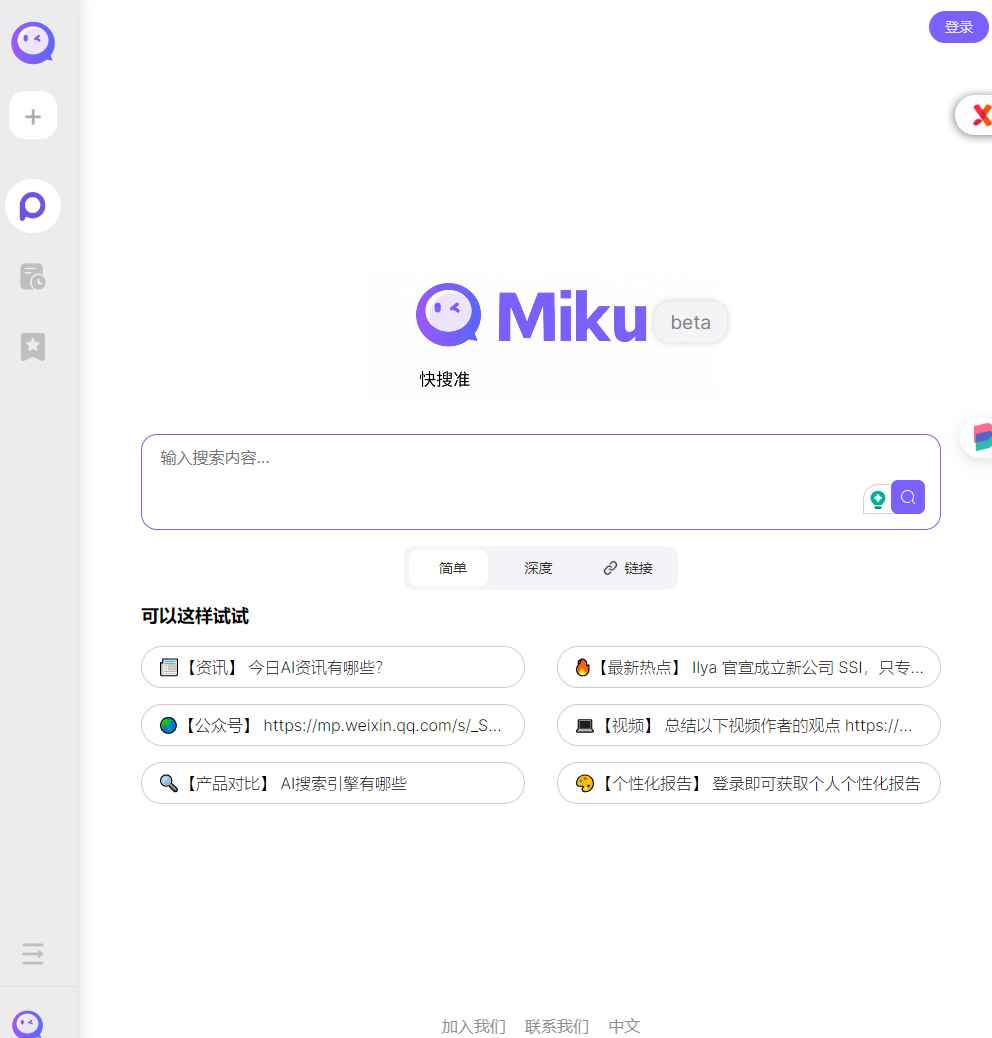 登录
Miku
beta
快搜准
输入搜索内容...
简单
深度
链接
可以这样试试
【资讯】 今日AI资讯有哪些?
【最新热点】 Ilya 官宣成立新公司 SSI，只专...
【公众号】 https://mp.weixin.qq.com/s/_S...
【视频】 总结以下视频作者的观点 https://...
【产品对比】 AI搜索引擎有哪些
【个性化报告】 登录即可获取个人个性化报告
加入我们 联系我们 中文